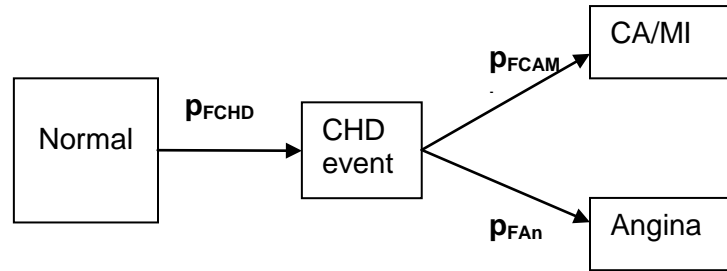 CA/MI
pFCAM
pFCHD
Normal
CHD
event
pFAn
Angina